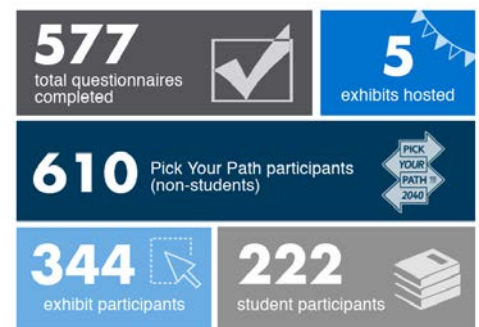 577
total questionnaires
completed
5
exhibits hosted
610
Pick Your Path participants
(non-students)
PICK
YOUR
PATH
2040
344
exhibit participants
222
student participants